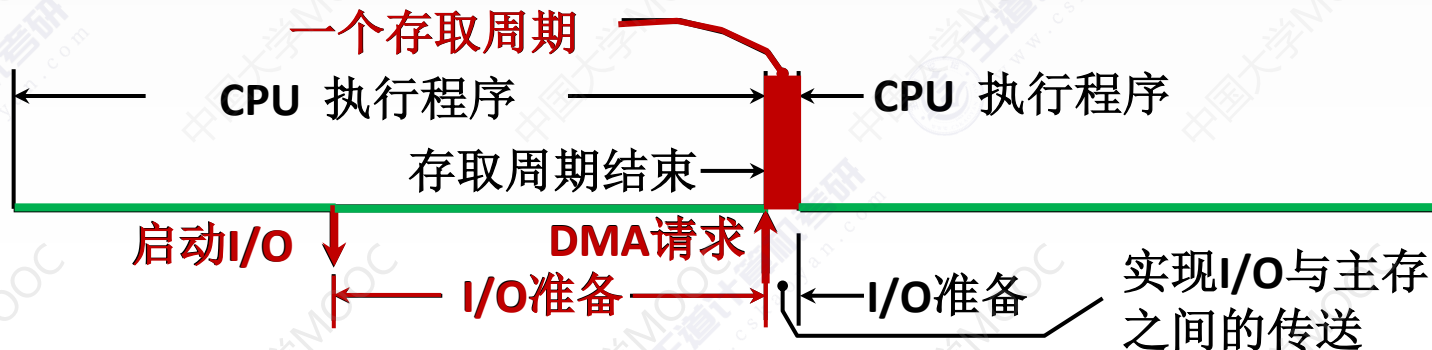 一个存取周期
CPU 执行程序
CPU 执行程序
存取周期结束
启动I/O
DMA请求
I/O准备
I/O准备
实现I/O与主存
之间的传送